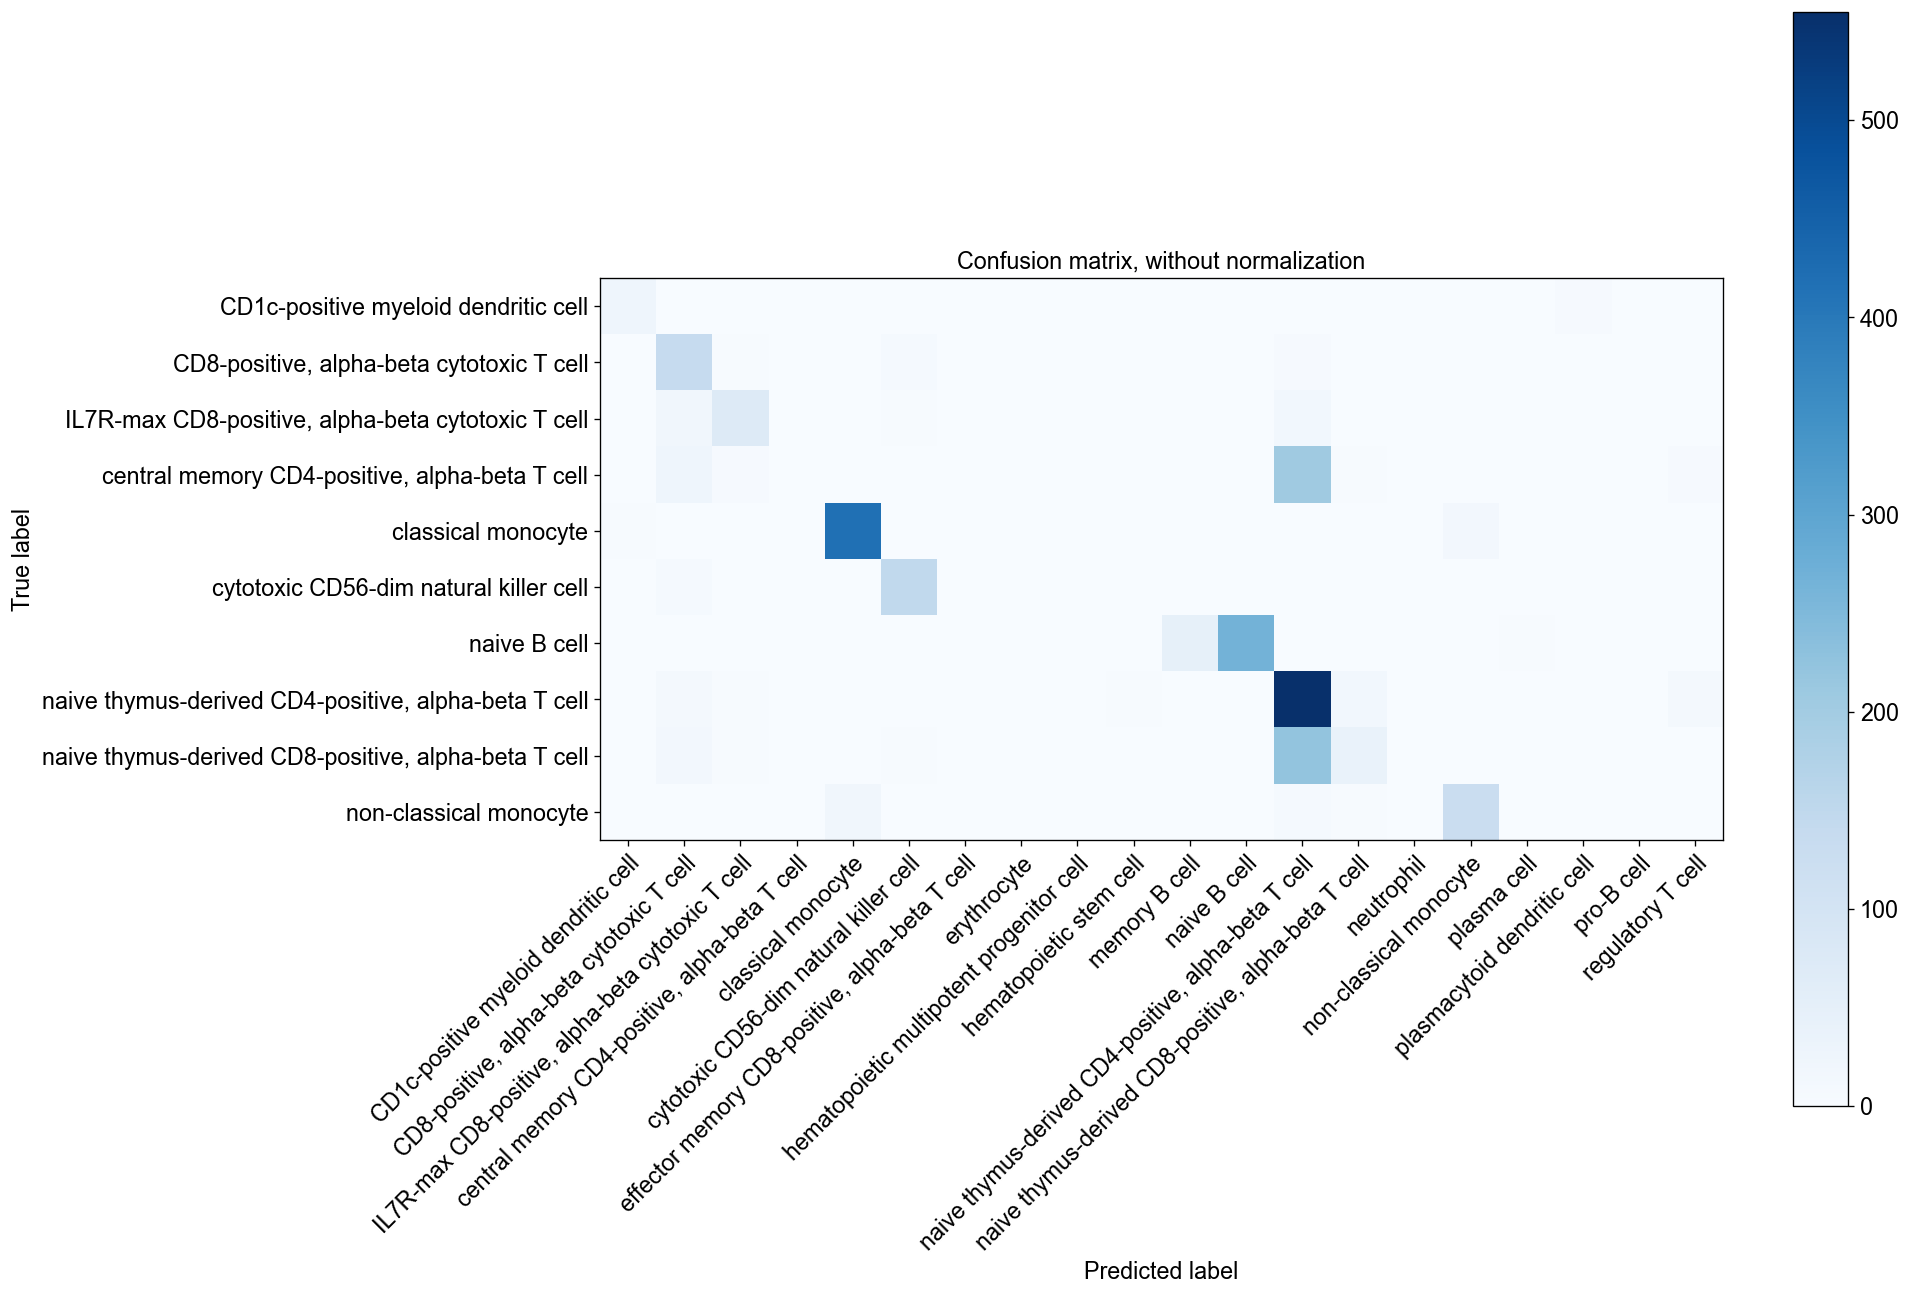 Confusion matrix, without normalization
True label
CD1c-positive myeloid dendritic cell
CD8-positive, alpha-beta cytotoxic T cell
IL7R-max CD8-positive, alpha-beta cytotoxic T cell
central memory CD4-positive, alpha-beta T cell
classical monocyte
cytotoxic CD56-dim natural killer cell
naive B cell
naive thymus-derived CD4-positive, alpha-beta T cell
naive thymus-derived CD8-positive, alpha-beta T cell
non-classical monocyte
CD1c-positive myeloid dendritic cell
CD8-positive, alpha-beta cytotoxic T cell
IL7R-max CD8-positive, alpha-beta cytotoxic T cell
central memory CD4-positive, alpha-beta T cell
classical monocyte
cytotoxic CD56-dim natural killer cell
effector memory CD8-positive, alpha-beta T cell
erythrocyte
hematopoietic multipotent progenitor cell
hematopoietic stem cell
memory B cell
naive B cell
naive thymus-derived CD4-positive, alpha-beta T cell
naive thymus-derived CD8-positive, alpha-beta T cell
neutrophil
non-classical monocyte
plasma cell
plasmacytoid dendritic cell
pro-B cell
regulatory T cell
Predicted label
500
400
300
200
100
0